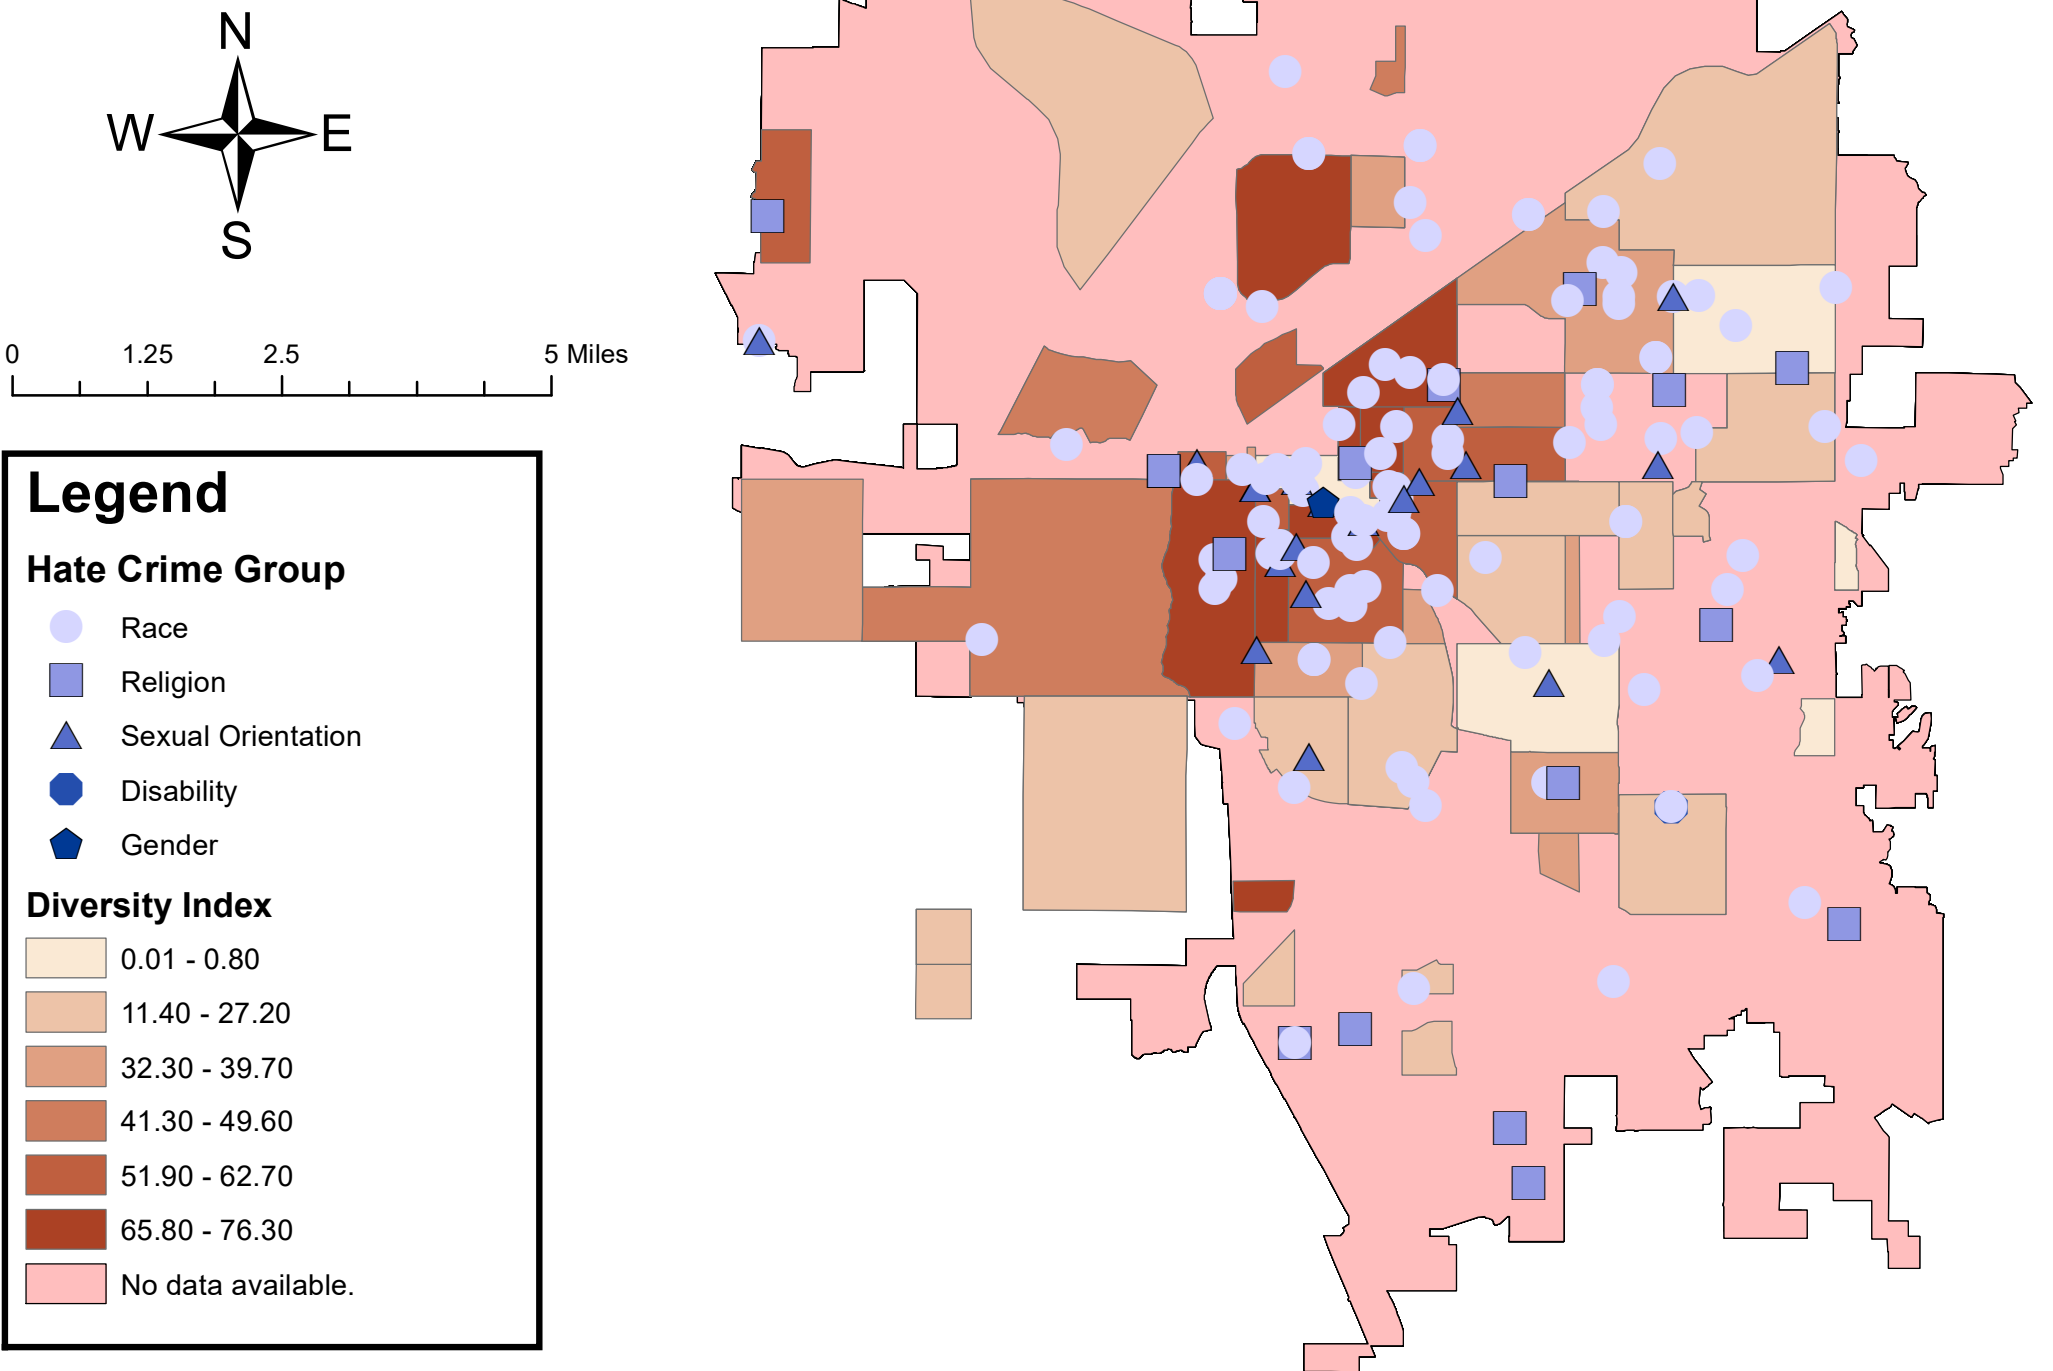 N
W E
S
0 1.25 2.5 5 Miles
Legend
Hate Crime Group
Race
Religion
Sexual Orientation
Disability
Gender
Diversity Index
0.01 - 0.80
11.40 - 27.20
32.30 - 39.70
41.30 - 49.60
51.90 - 62.70
65.80 - 76.30
No data available.